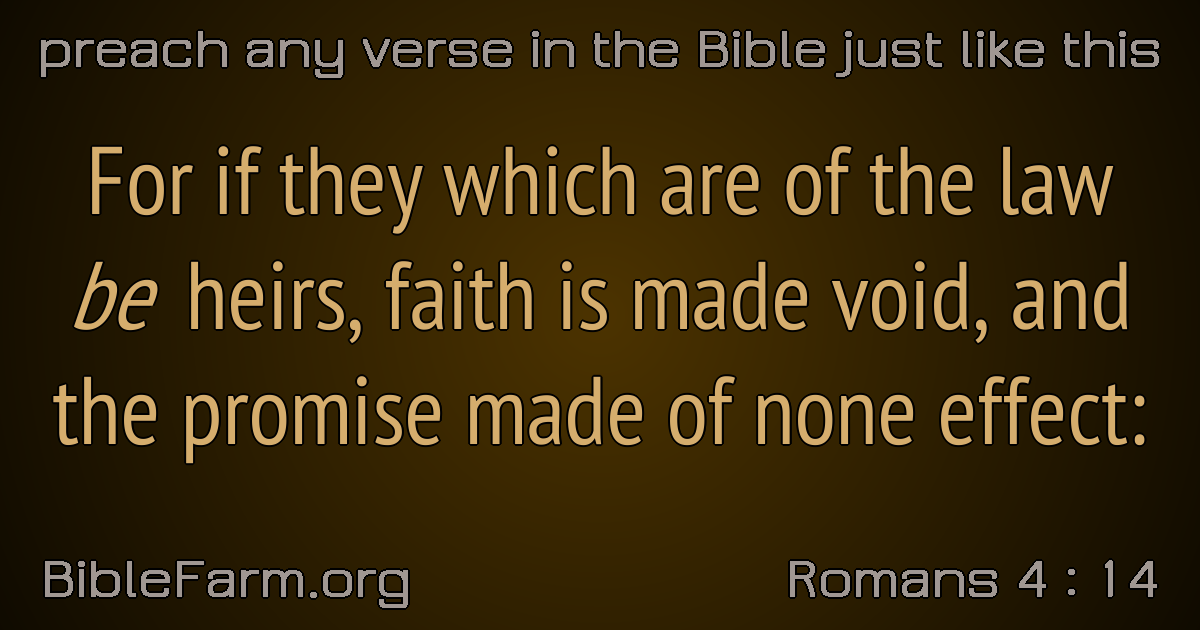 preach any verse in the Bible just like this
For if they which are of the law
be heirs, faith is made void, and
the promise made of none effect:
BibleFarm.org
Romans 4 : 14